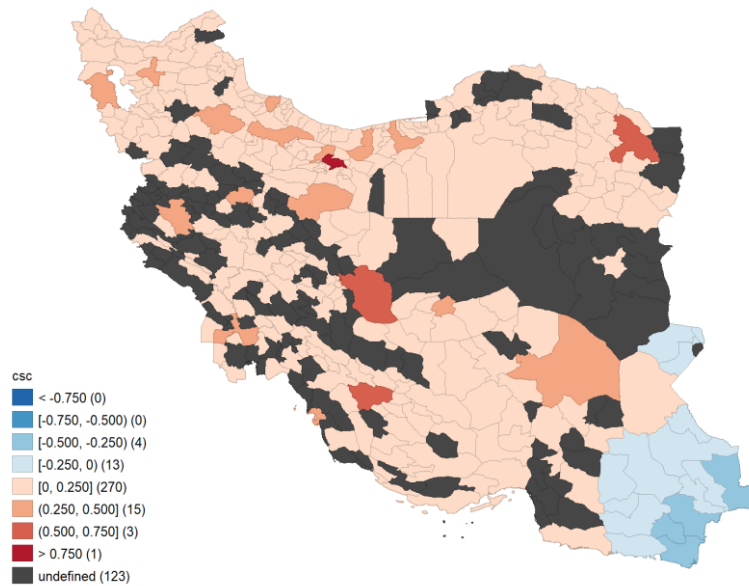 csc
< -0.750 (0)
[-0.750, -0.500) (0)
[-0.500, -0.250) (4)
[-0.250, 0) (13)
[0, 0.250] (270)
(0.250, 0.500] (15)
(0.500, 0.750] (3)
> 0.750 (1)
undefined (123)